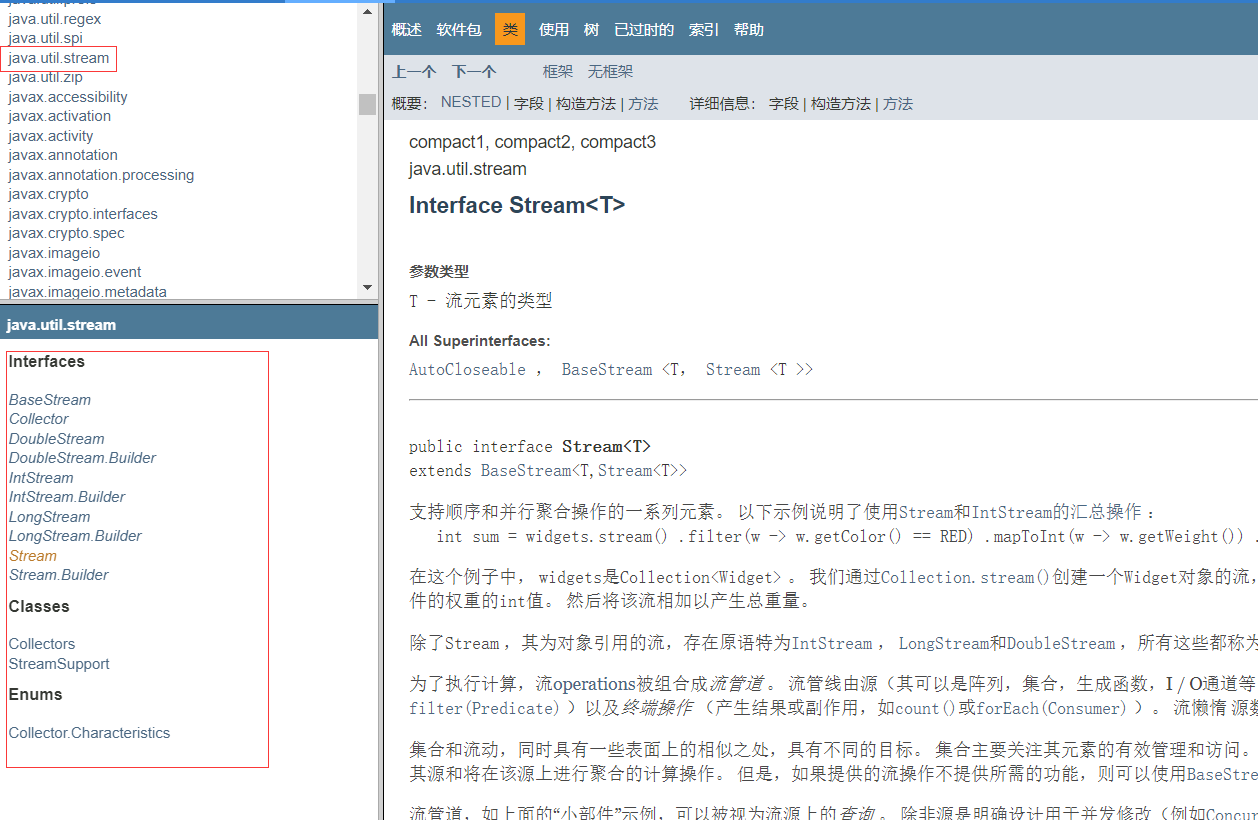 java.util.regex
java.util.spi
java.util.stream
java.util.zip
javax.accessibility
javax.activation
javax.activity
javax.annotation
javax.annotation.processing
javax.crypto
javax.crypto.interfaces
javax.crypto.spec
javax.imageio
javax.imageio.event
javax.imageio.metadata
java.util.stream
Interfaces
BaseStream
Collector
DoubleStream
DoubleStream.Builder
IntStream
IntStream.Builder
LongStream
LongStream.Builder
Stream
Stream.Builder
Classes
Collectors
StreamSupport
Enums
Collector.Characteristics
概述 软件包 类 使用 树 已过时的 索引 帮助
上一个 下一个 框架 无框架
概要： NESTED | 字段 | 构造方法 | 方法 详细信息： 字段 | 构造方法 | 方法
compact1, compact2, compact3
java.util.stream
Interface Stream<T>
参数类型
T - 流元素的类型
All Superinterfaces:
AutoCloseable ， BaseStream <T， Stream <T >>
public interface Stream<T>
extends BaseStream<T,Stream<T>>
支持顺序和并行聚合操作的一系列元素。 以下示例说明了使用Stream和IntStream的汇总操作 ：
int sum = widgets.stream() .filter(w -> w.getColor() == RED) .mapToInt(w -> w.getWeight()) .
在这个例子中， widgets是Collection<Widget> 。 我们通过Collection.stream()创建一个Widget对象的流，
件的权重的int值。 然后将该流相加以产生总重量。
除了Stream ，其为对象引用的流，存在原语特为IntStream ， LongStream和DoubleStream ，所有这些都称为
为了执行计算，流operations被组合成流管道 。 流管线由源（其可以是阵列，集合，生成函数，I / O通道等
filter(Predicate) ）以及终端操作 （产生结果或副作用，如count()或forEach(Consumer) ）。 流懒惰 源数
集合和流动，同时具有一些表面上的相似之处，具有不同的目标。 集合主要关注其元素的有效管理和访问。
其源和将在该源上进行聚合的计算操作。 但是，如果提供的流操作不提供所需的功能，则可以使用BaseStre
流管道，如上面的“小部件”示例，可以被视为流源上的查询 。 除非源是明确设计用于并发修改（例如Concur